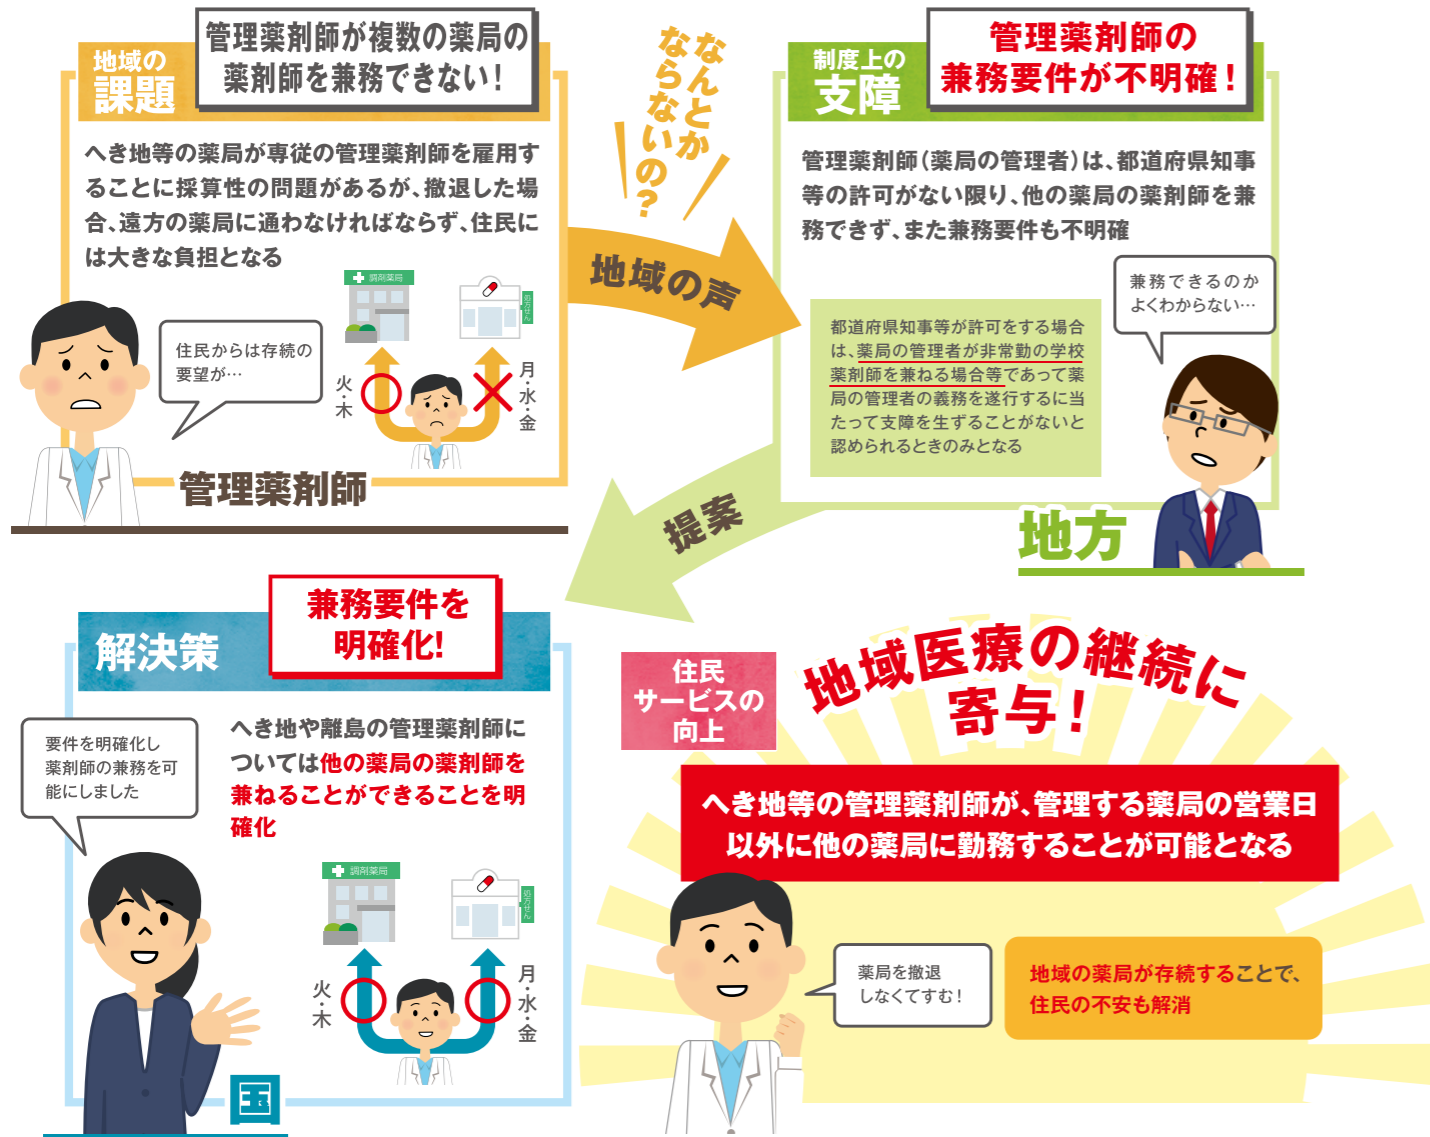 地域の
課題
管理薬剤師が複数の薬局の
薬剤師を兼務できない！
へき地等の薬局が専従の管理薬剤師を雇用す
ることに採算性の問題があるが、撤退した場
合、遠方の薬局に通わなければならず、住民に
は大きな負担となる
住民からは存続の
要望が…
調剤薬局
処方せん
火・木
月・水・金
管理薬剤師
なんとか
ならないの？
地域の声
制度上の
支障
管理薬剤師の
兼務要件が不明確！
管理薬剤師（薬局の管理者）は、都道府県知事
等の許可がない限り、他の薬局の薬剤師を兼
務できず、また兼務要件も不明確
兼務できるのか
よくわからない…
都道府県知事等が許可をする場合
は、薬局の管理者が非常勤の学校
薬剤師を兼ねる場合等であって薬
局の管理者の義務を遂行するに当
たって支障を生ずることがないと
認められるときのみとなる
地方
提案
解決策
兼務要件を
明確化！
要件を明確化し
薬剤師の兼務を可
能にしました
へき地や離島の管理薬剤師に
ついては他の薬局の薬剤師を
兼ねることができることを明
確化
調剤薬局
処方せん
火・木
月・水・金
国
住民
サービスの
向上
地域医療の継続に
寄与！
へき地等の管理薬剤師が、管理する薬局の営業日
以外に他の薬局に勤務することが可能となる
薬局を撤退
しなくてすむ！
地域の薬局が存続することで、
住民の不安も解消